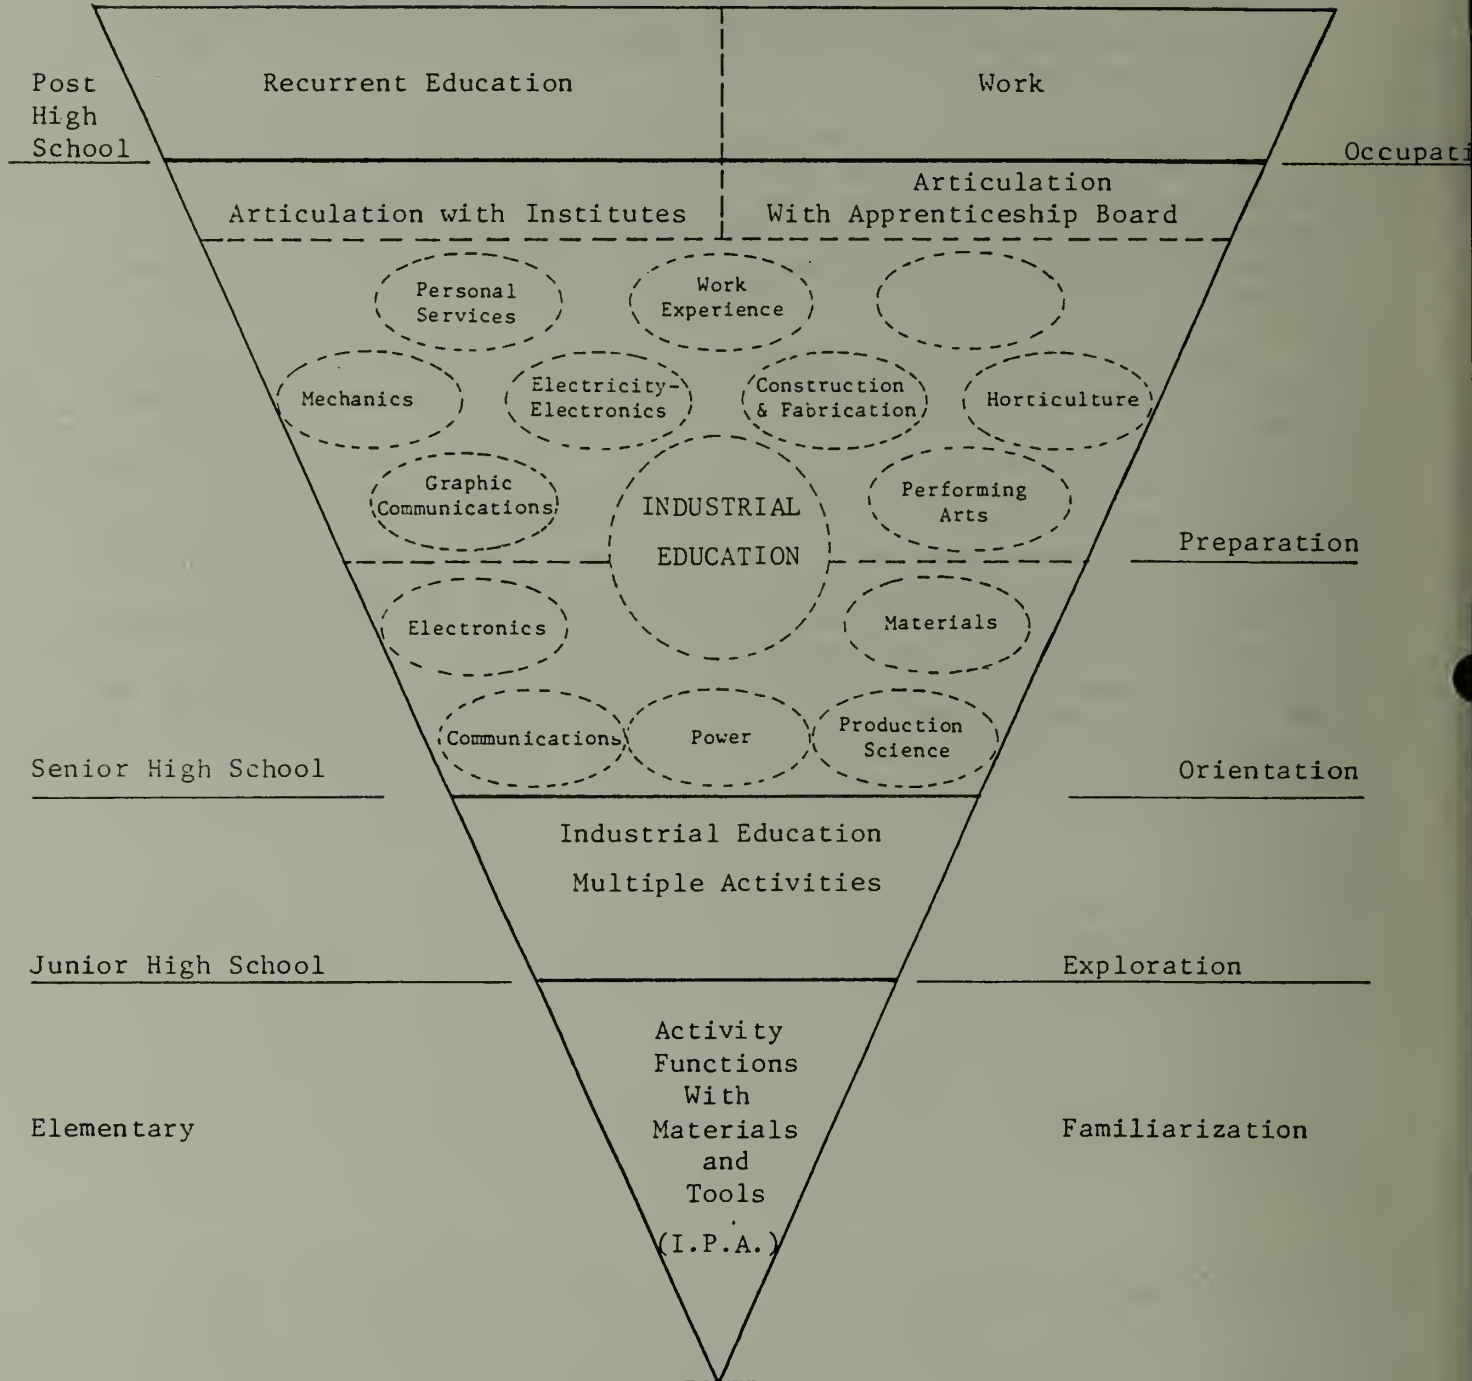 Post
High
School
Recurrent Education
Work
Articulation with Institutes
Articulation
With Apprenticeship Board
Personal
Services
Work
Experience
Mechanics
Electricity-
Electronics
Construction
& Fabrication
Horticulture
Graphic
Communications
INDUSTRIAL
EDUCATION
Performing
Arts
Preparation
Electronics
Materials
Communications
Power
Production
Science
Senior High School
Orientation
Industrial Education
Multiple Activities
Junior High School
Exploration
Activity
Functions
With
Materials
and
Tools
(I.P.A.)
Elementary
Familiarization